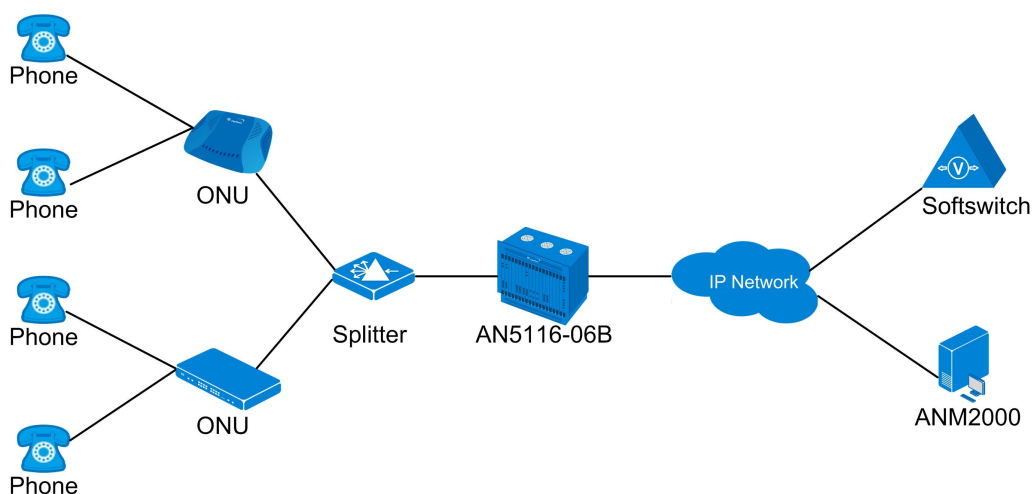 Phone
Phone
ONU
Phone
Phone
ONU
Splitter
AN5116-06B
IP Network
V
Softswitch
ANM2000